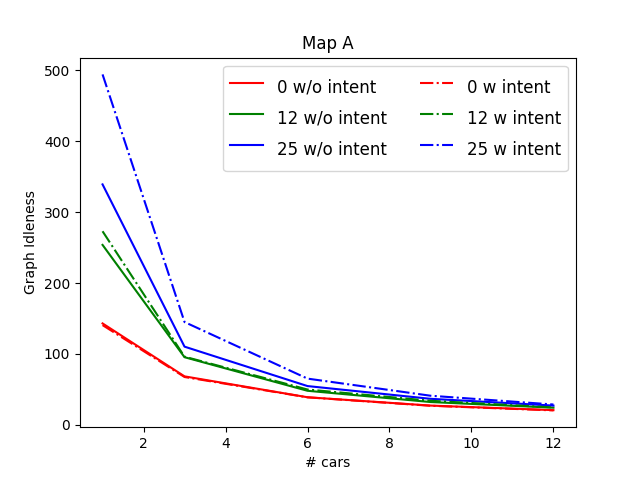 Map A
500
400
300
200
100
0
Graph Idleness
0 w/o intent
12 w/o intent
25 w/o intent
0 w intent
12 w intent
25 w intent
2 4 6 8 10 12
# cars